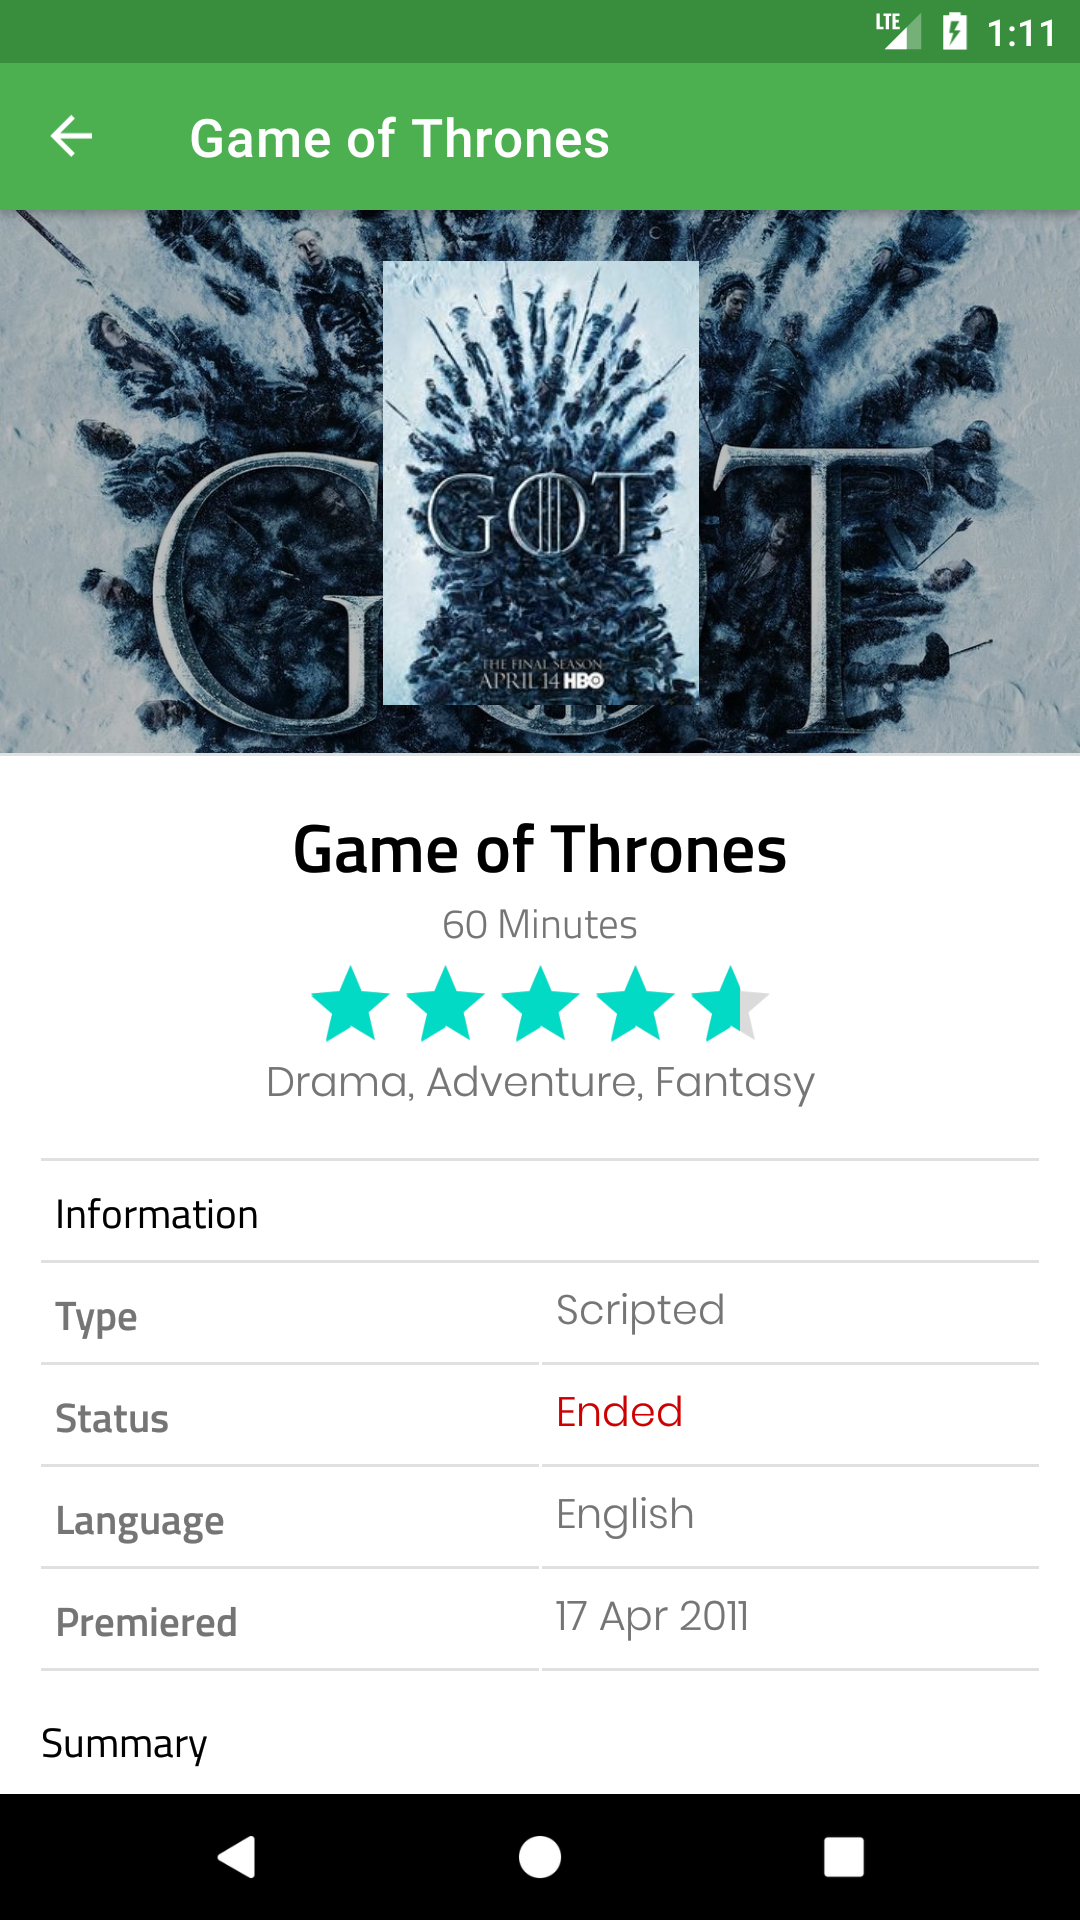 LTE 1:11
Game of Thrones
GOT
GOT
THE FINAL SEASON
APRIL 14 HBO
Game of Thrones
60 Minutes
Drama, Adventure, Fantasy
Information
Type Scripted
Status Ended
Language English
Premiered 17 Apr 2011
Summary